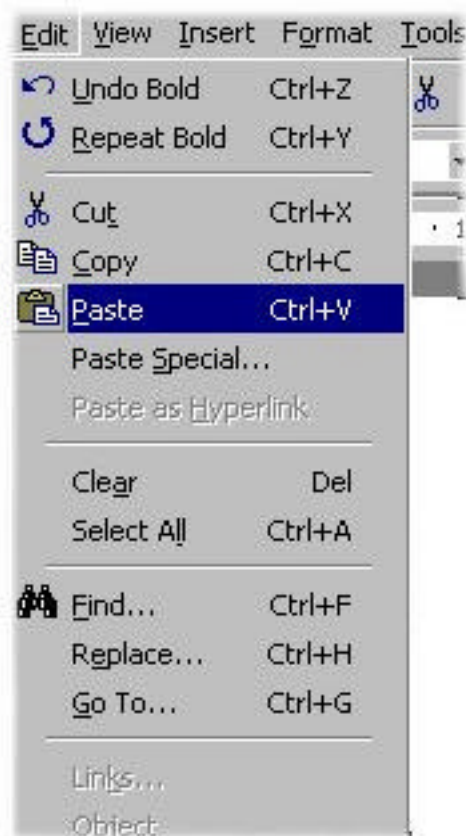 Edit View Insert Format Tools
Undo Bold Ctrl+Z
Repeat Bold Ctrl+Y
Cut Ctrl+X
Copy Ctrl+C
Paste Ctrl+V
Paste Special...
Paste as Hyperlink
Clear Del
Select All Ctrl+A
Find... Ctrl+F
Replace... Ctrl+H
Go To... Ctrl+G
Links...
Object
1